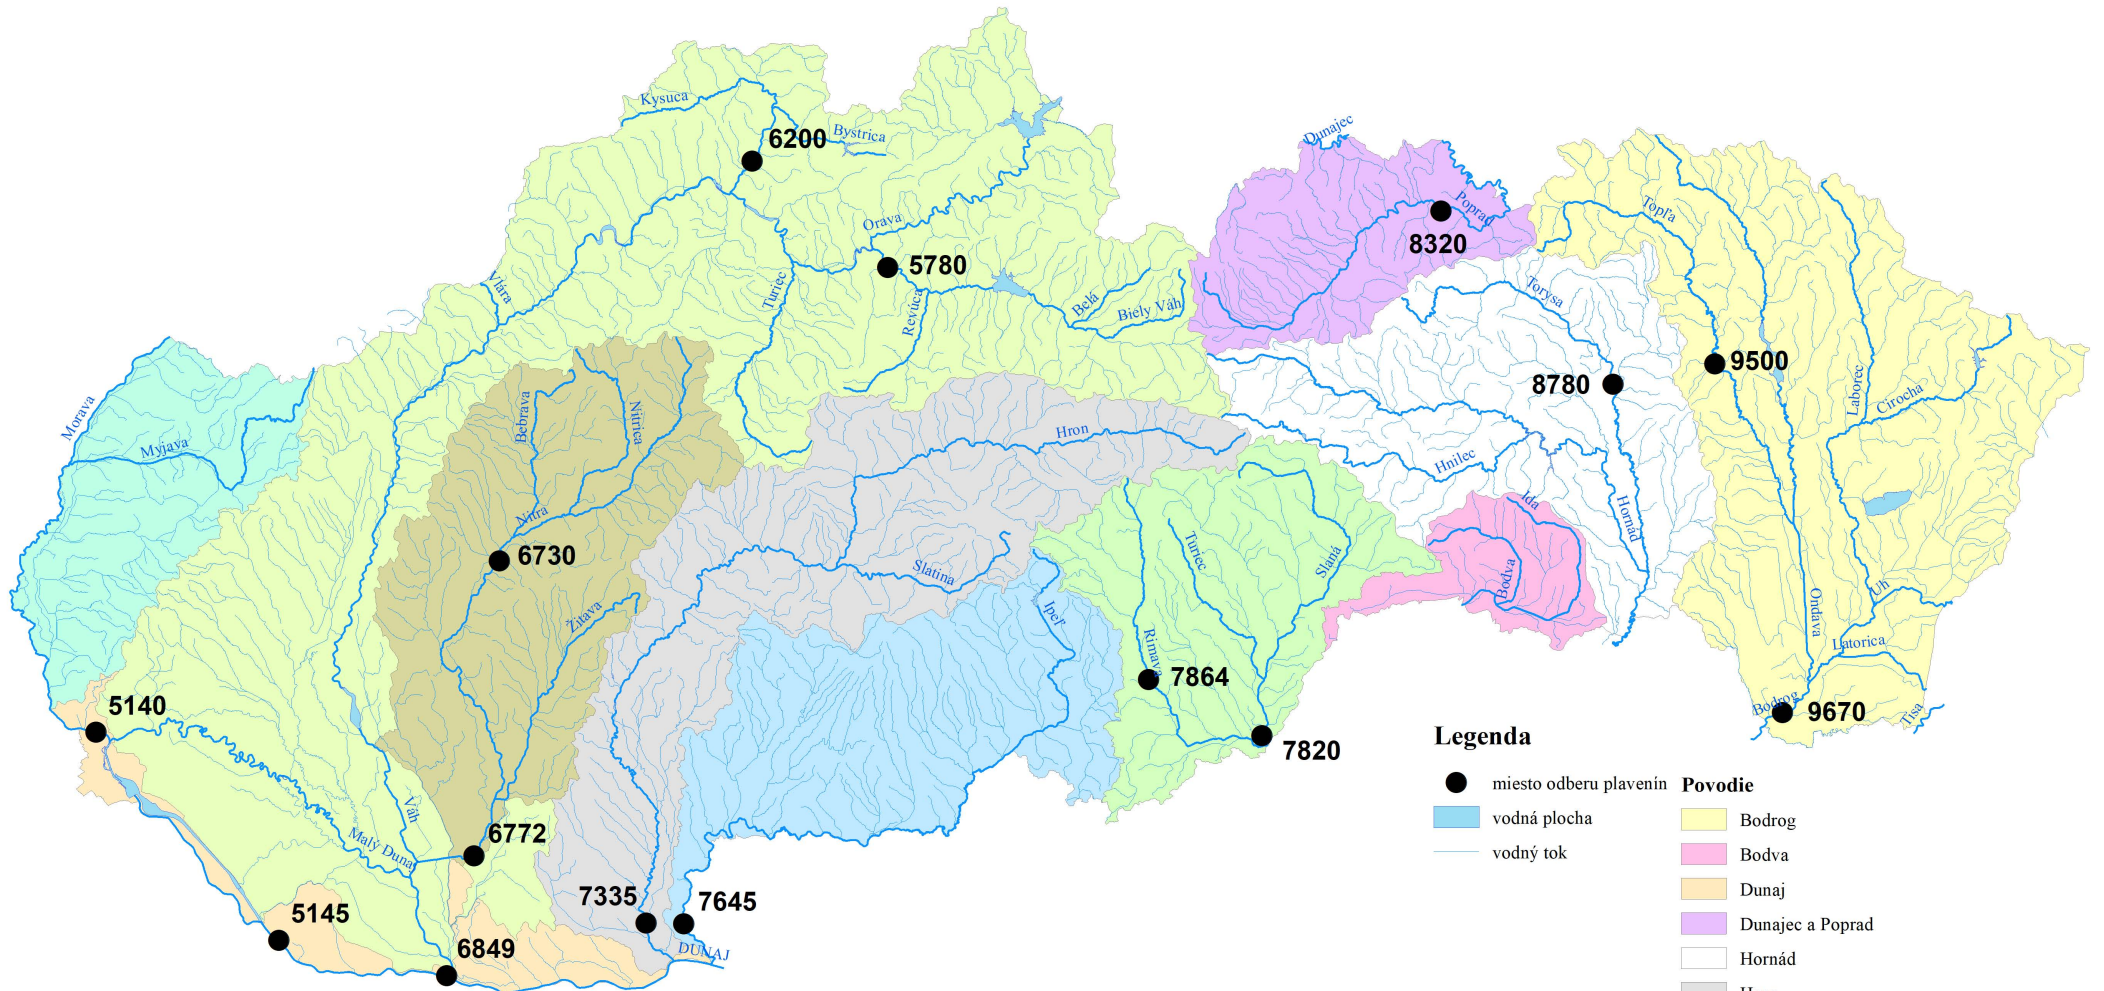 Kysuca
6200
Bystrica
Dunajec
Poprad
8320
Topľa
Orava
5780
Vlára
Turiec
Revúca
Belá
Biely Váh
Torysa
9500
8780
Laborec
Cirocha
Morava
Myjava
Bebrava
Nitrica
Hron
Hnilec
Ida
Hornád
Nitra
6730
Slatina
Turiec
Slaná
Bodva
Žitava
Ipeľ
Rimava
7864
Uh
Ondava
Latorica
5140
Bodrog
9670
Tisa
7820
Váh
Malý Dunaj
6772
7335
7645
5145
6849
DUNAJ
Legenda
miesto odberu plavenín
vodná plocha
vodný tok
Povodie
Bodrog
Bodva
Dunaj
Dunajec a Poprad
Hornád